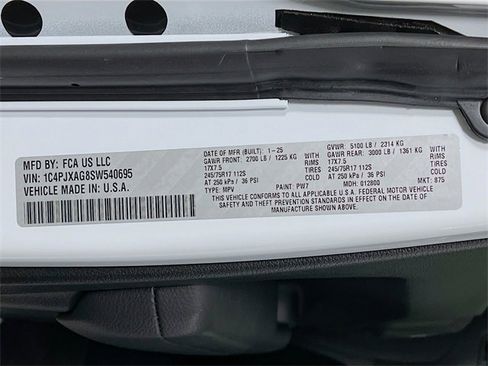 MFD BY: FCA US LLC
VIN: 1C4PJXAG8SW540695
VEHICLE MADE IN U.S.A.
DATE OF MFR (BUILT): 1-25
GAWR FRONT: 2700 LB / 1225 KG
17X7.5 RIMS
245/75R17 112S TIRES
AT 250 kPa / 36 PSI COLD
TYPE: MPV PAINT: PW7
GVWR: 5100 LB / 2314 KG
GAWR REAR: 3000 LB / 1361 KG
17X7.5 RIMS
245/75R17 112S TIRES
AT 250 kPa / 36 PSI COLD
MDH: 012800 MKT: B75
THIS VEHICLE CONFORMS TO ALL APPLICABLE U.S.A. FEDERAL MOTOR VEHICLE
SAFETY AND THEFT PREVENTION STANDARDS IN EFFECT ON THE DATE OF
MANUFACTURE SHOWN ABOVE.